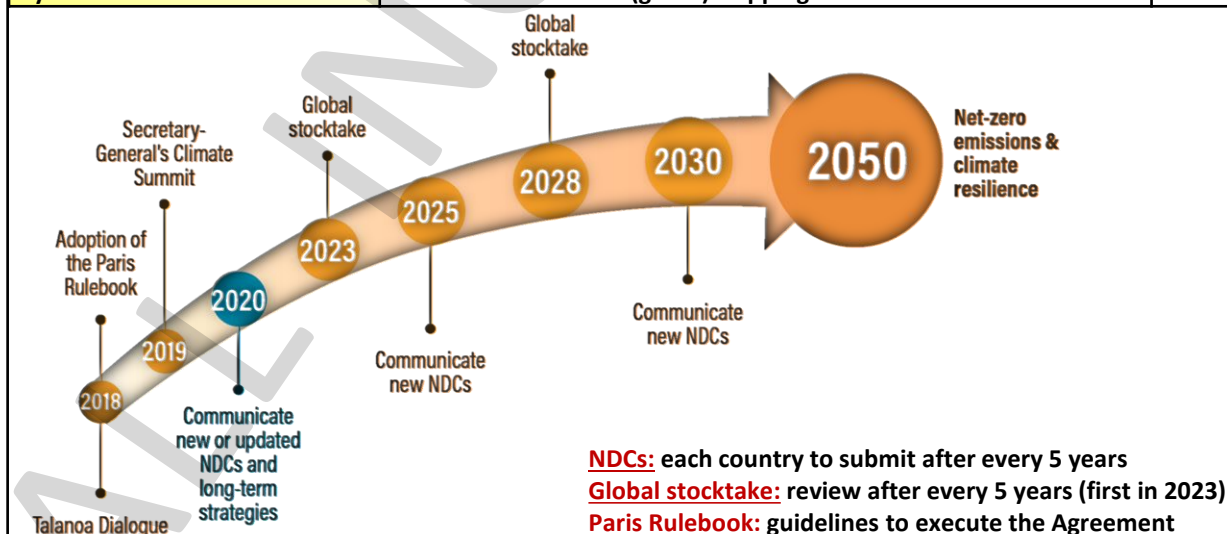 Global
stocktake
Global
stocktake
Secretary-
General's Climate
Summit
Adoption of
the Paris
Rulebook
2018
2019
2020
2023
2025
2028
2030
2050
Net-zero
emissions &
climate
resilience
Communicate
new NDCs
Communicate
new NDCs
Communicate
new or updated
NDCs and
long-term
strategies
Talanoa Dialogue
NDCs: each country to submit after every 5 years
Global stocktake: review after every 5 years (first in 2023)
Paris Rulebook: guidelines to execute the Agreement